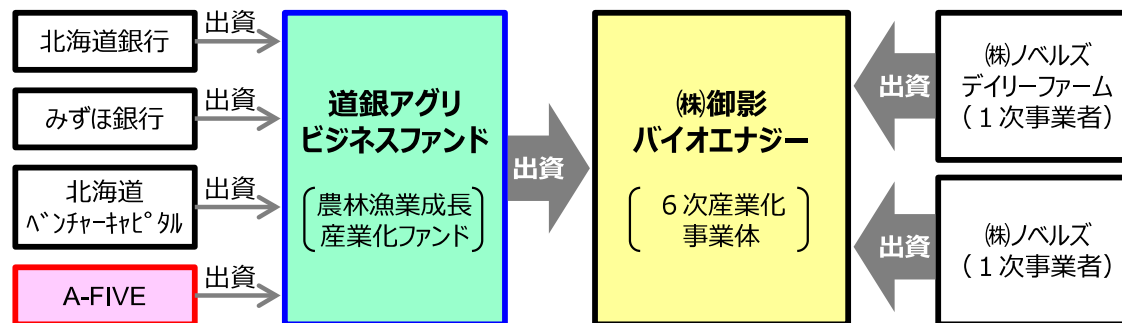 北海道銀行
出資
みずほ銀行
出資
北海道
ﾍﾞﾝﾁｬｰｷｬﾋﾟﾀﾙ
出資
A-FIVE
出資
道銀アグリ
ビジネスファンド
農林漁業成長
産業化ファンド
出資
㈱御影
バイオエナジー
６次産業化
事業体
出資
㈱ノベルズ
デイリーファーム
（１次事業者）
出資
㈱ノベルズ
（１次事業者）